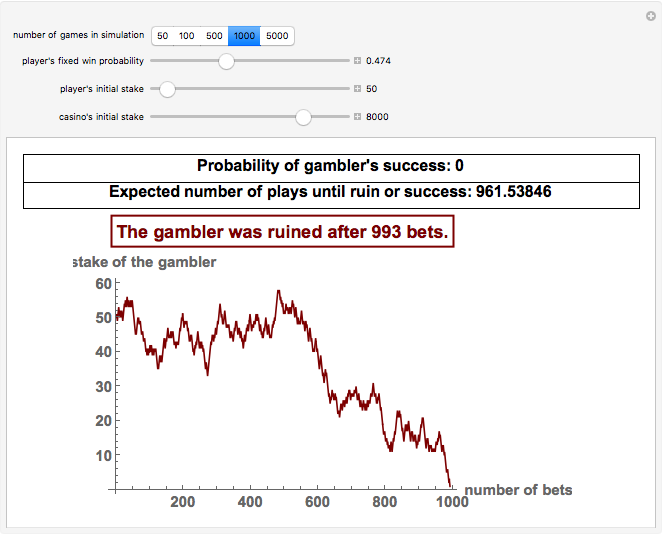 number of games in simulation 50 100 500 1000 5000
player's fixed win probability 0.474
player's initial stake 50
casino's initial stake 8000
Probability of gambler's success: 0
Expected number of plays until ruin or success: 961.53846
The gambler was ruined after 993 bets.
stake of the gambler
60
50
40
30
20
10
number of bets
200 400 600 800 1000